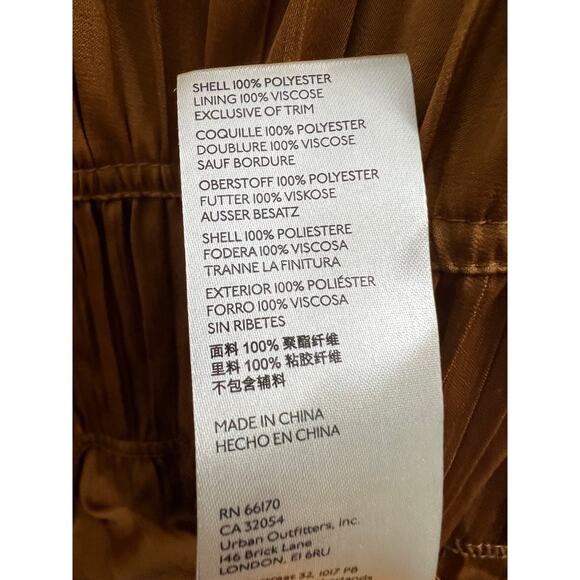 SHELL 100% POLYESTER
LINING 100% VISCOSE
EXCLUSIVE OF TRIM
COQUILLE 100% POLYESTER
DOUBLURE 100% VISCOSE
SAUF BORDURE
OBERSTOFF 100% POLYESTER
FUTTER 100% VISKOSE
AUSSER BESATZ
SHELL 100% POLIESTERE
FODERA 100% VISCOSA
TRANNE LA FINITURA
EXTERIOR 100% POLIÉSTER
FORRO 100% VISCOSA
SIN RIBETES
面料 100% 聚酯纤维
里料 100% 粘胶纤维
不包含辅料
MADE IN CHINA
HECHO EN CHINA
RN 66170
CA 32054
Urban Outfitters, Inc.
146 Brick Lane
LONDON, E1 6RU
32, 1017 PB